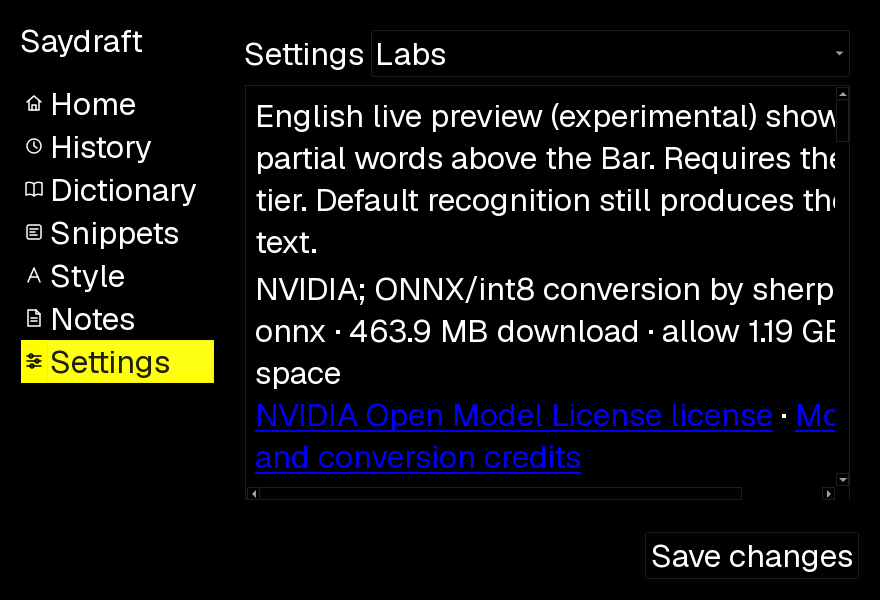 Saydraft
Home
History
Dictionary
Snippets
Style
Notes
Settings
Settings Labs
English live preview (experimental) show
partial words above the Bar. Requires the
tier. Default recognition still produces the
text.
NVIDIA; ONNX/int8 conversion by sherp
onnx · 463.9 MB download · allow 1.19 GB
space
NVIDIA Open Model License license · Mo
and conversion credits
Save changes